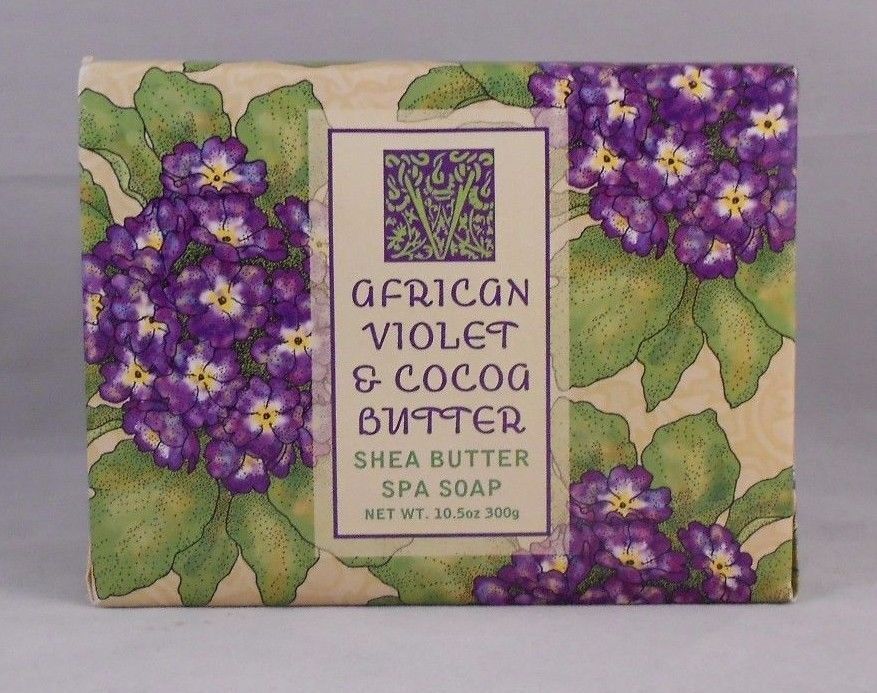 V
AFRICAN
VIOLET
& COCOA
BUTTER
SHEA BUTTER
SPA SOAP
NET WT. 10.5oz 300g